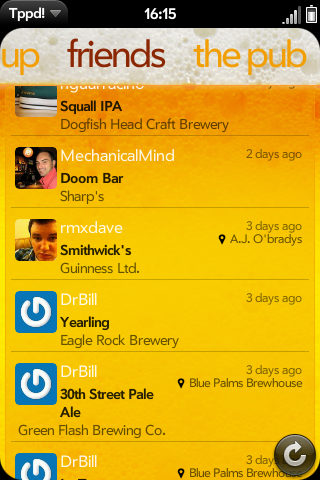 Tppd!
16:15
up friends the pub
Squall IPA
Dogfish Head Craft Brewery
MechanicalMind 2 days ago
Doom Bar
Sharp's
rmxdave 3 days ago
A.J. O'bradys
Smithwick's
Guinness Ltd.
DrBill 3 days ago
Yearling
Eagle Rock Brewery
DrBill 3 days ago
Blue Palms Brewhouse
30th Street Pale
Ale
Green Flash Brewing Co.
DrBill 3 days ago
Blue Palms Brewhouse